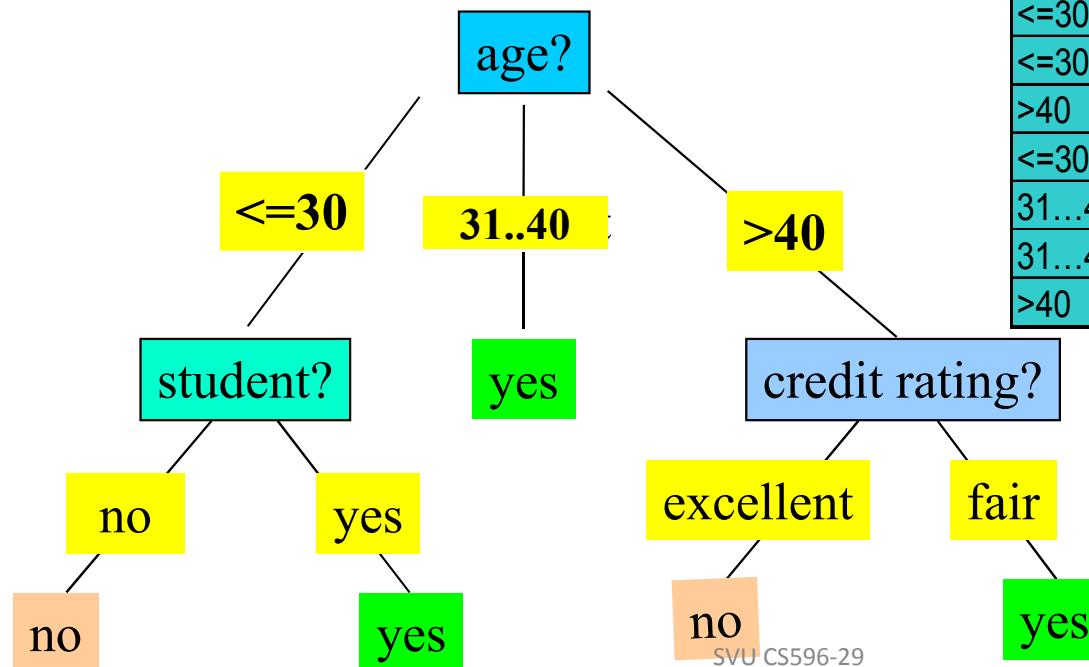 age?
<=30
31..40
>40
student?
yes
credit rating?
no
yes
excellent
fair
no
yes
no
yes
SVU CS596-29
<=30
<=30
>40
<=30
31…
31…
>40